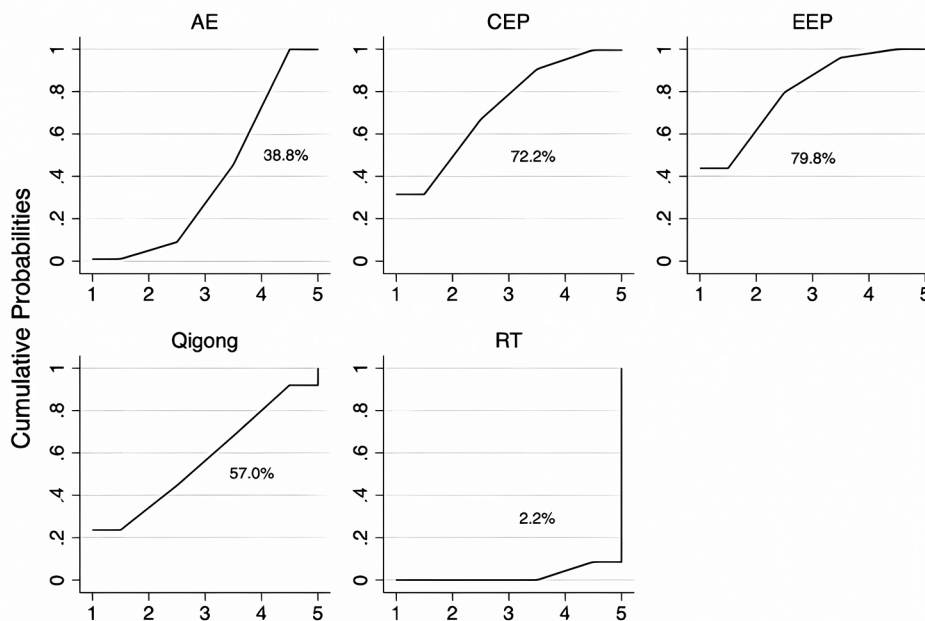 Cumulative Probabilities
AE
0 .2 .4 .6 .8 1
38.8%
1 2 3 4 5
CEP
0 .2 .4 .6 .8 1
72.2%
1 2 3 4 5
EEP
0 .2 .4 .6 .8 1
79.8%
1 2 3 4 5
Qigong
0 .2 .4 .6 .8 1
57.0%
1 2 3 4 5
RT
0 .2 .4 .6 .8 1
2.2%
1 2 3 4 5